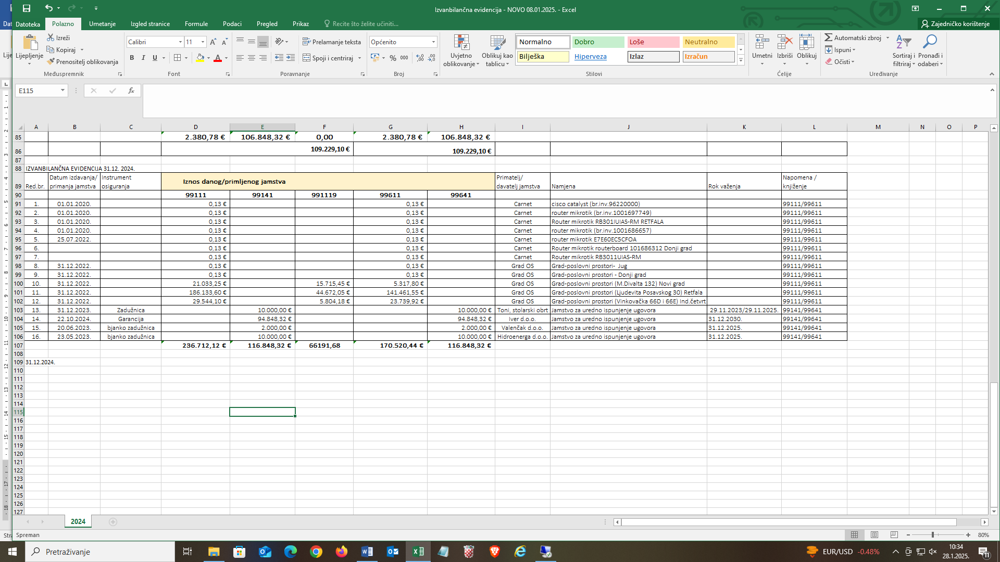 Izvanbilančna evidencija - NOVO 08.01.2025. - Excel
Dat
Datoteka Polazno Umetanje Izgled stranice Formule Podaci Pregled Prikaz Recite što želite učiniti... Zajedničko korištenje
Lije
Lijepljenje
Izreži
Kopiraj
Prenositelj oblikovanja
Međuspremnik
Calibri 11
B I U
Font
Prelamanje teksta
Spoji i centriraj
Poravnanje
Općenito
% 000
Broj
Uvjetno oblikovanje
Oblikuj kao tablicu
Normalno Dobro Loše Neutralno
Bilješka Hiperveza Izlaz Izračun
Stilovi
Umetni Izbriši Oblikuj
Ćelije
Automatski zbroj
Ispuni
Očisti
Sortiraj i filtriraj
Pronađi i odaberi
Uređivanje
E115 fx
A B C D E F G H I J K L M N O P
85 2.380,78 € 106.848,32 € 0,00 2.380,78 € 106.848,32 €
86 109.229,10 € 109.229,10 €
87
88 IZVANBILANČNA EVIDENCIJA 31.12. 2024.
89 Red.br. Datum izdavanja/ primanja jamstva Instrument osiguranja Iznos danog/primljenog jamstva Primatelj/ davatelj jamstva Namjena Rok važenja Napomena / knjiženje
90 99111 99141 991119 99611 99641
91 1. 01.01.2020. 0,13 € 0,13 € Carnet cisco catalyst (br.inv.96220000) 99111/99611
92 2. 01.01.2020. 0,13 € 0,13 € Carnet router mikrotik (br.inv.1001697749) 99111/99611
93 3. 01.01.2020. 0,13 € 0,13 € Carnet Router mikrotik RB301IUIAS-RM RETFALA 99111/99611
94 4. 01.01.2020. 0,13 € 0,13 € Carnet router mikrotik (br.inv.1001686657) 99111/99611
95 5. 25.07.2022. 0,13 € 0,13 € Carnet router mikrotik E7E60EC5CFOA 99111/99611
96 6. 0,13 € 0,13 € Carnet Router mikrotik routerboard 101686312 Donji grad 99111/99611
97 7. 0,13 € 0,13 € Carnet Router mikrotik RB3011UIAS-RM 99111/99611
98 8. 31.12.2022. 0,13 € 0,13 € Grad OS Grad-poslovni prostori- Jug 99111/99611
99 9. 31.12.2022. 0,13 € 0,13 € Grad OS Grad-poslovni prostori - Donji grad 99111/99611
100 10. 31.12.2022. 21.033,25 € 15.715,45 € 5.317,80 € Grad OS Grad-poslovni prostori (M.Divalta 132) Novi grad 99111/99611
101 11. 31.12.2022. 186.133,60 € 44.672,05 € 141.461,55 € Grad OS Grad-poslovni prostori (Ljudevita Posavskog 30) Retfala 99111/99611
102 12. 31.12.2022. 29.544,10 € 5.804,18 € 23.739,92 € Grad OS Grad-poslovni prostori (Vinkovačka 66D i 66E) Ind.četvrt 99111/99611
103 13. 31.12.2023. Zadužnica 10.000,00 € 10.000,00 € Toni, stolarski obrt Jamstvo za uredno ispunjenje ugovora 29.11.2023/29.11.2025. 99141/99641
104 14. 22.10.2024. Garancija 94.848,32 € 94.848,32 € Iver d.o.o. Jamstvo za uredno ispunjenje ugovora 31.12.2030. 99141/99641
105 15. 20.06.2023. bjanko zadužnica 2.000,00 € 2.000,00 € Valenčak d.o.o. Jamstvo za uredno ispunjenje ugovora 31.12.2025. 99141/99641
106 16. 23.05.2023. bjanko zadužnica 10.000,00 € 10.000,00 € Hidroenerga d.o.o. Jamstvo za uredno ispunjenje ugovora 31.12.2025. 99141/99641
107 236.712,12 € 116.848,32 € 66191,68 170.520,44 € 116.848,32 €
108
109 31.12.2024.
110
111
112
113
114
115
116
117
118
119
120
121
122
123
124
125
126
127
2024
Stra
Spreman 80%
Pretraživanje EUR/USD -0.48% 10:34
28.1.2025. 11